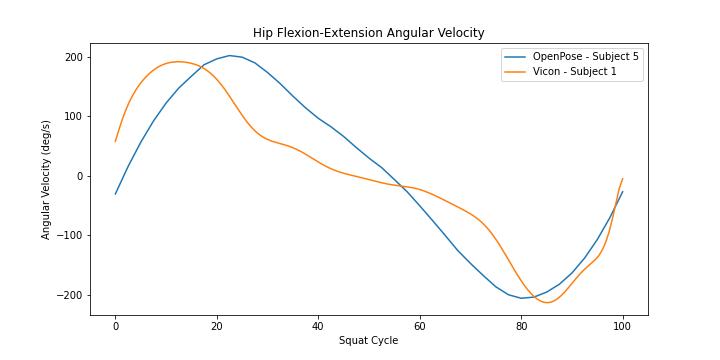 Hip Flexion-Extension Angular Velocity
OpenPose - Subject 5
Vicon - Subject 1
Angular Velocity (deg/s)
200
100
0
−100
−200
0 20 40 60 80 100
Squat Cycle